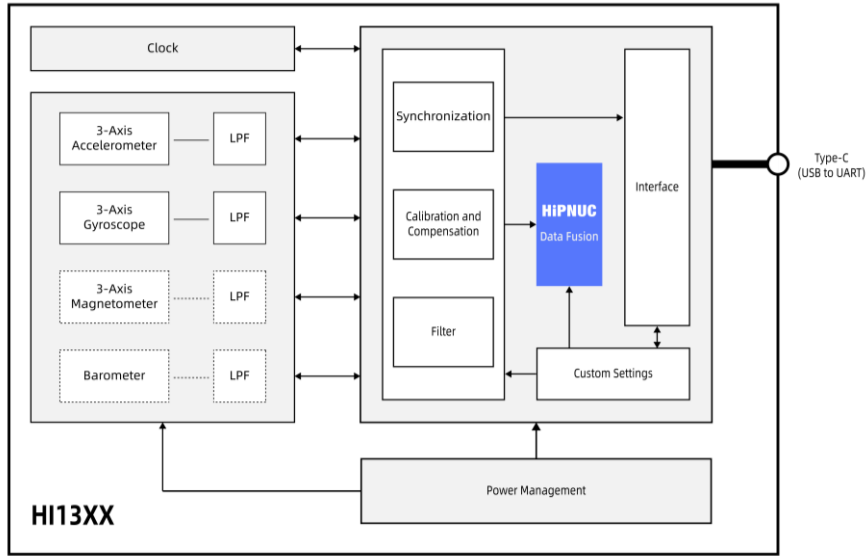 Clock
3-Axis
Accelerometer
LPF
3-Axis
Gyroscope
LPF
3-Axis
Magnetometer
LPF
Barometer
LPF
Synchronization
Calibration and
Compensation
Filter
HiPNUC
Data Fusion
Interface
Custom Settings
Type-C
(USB to UART)
Power Management
HI13XX